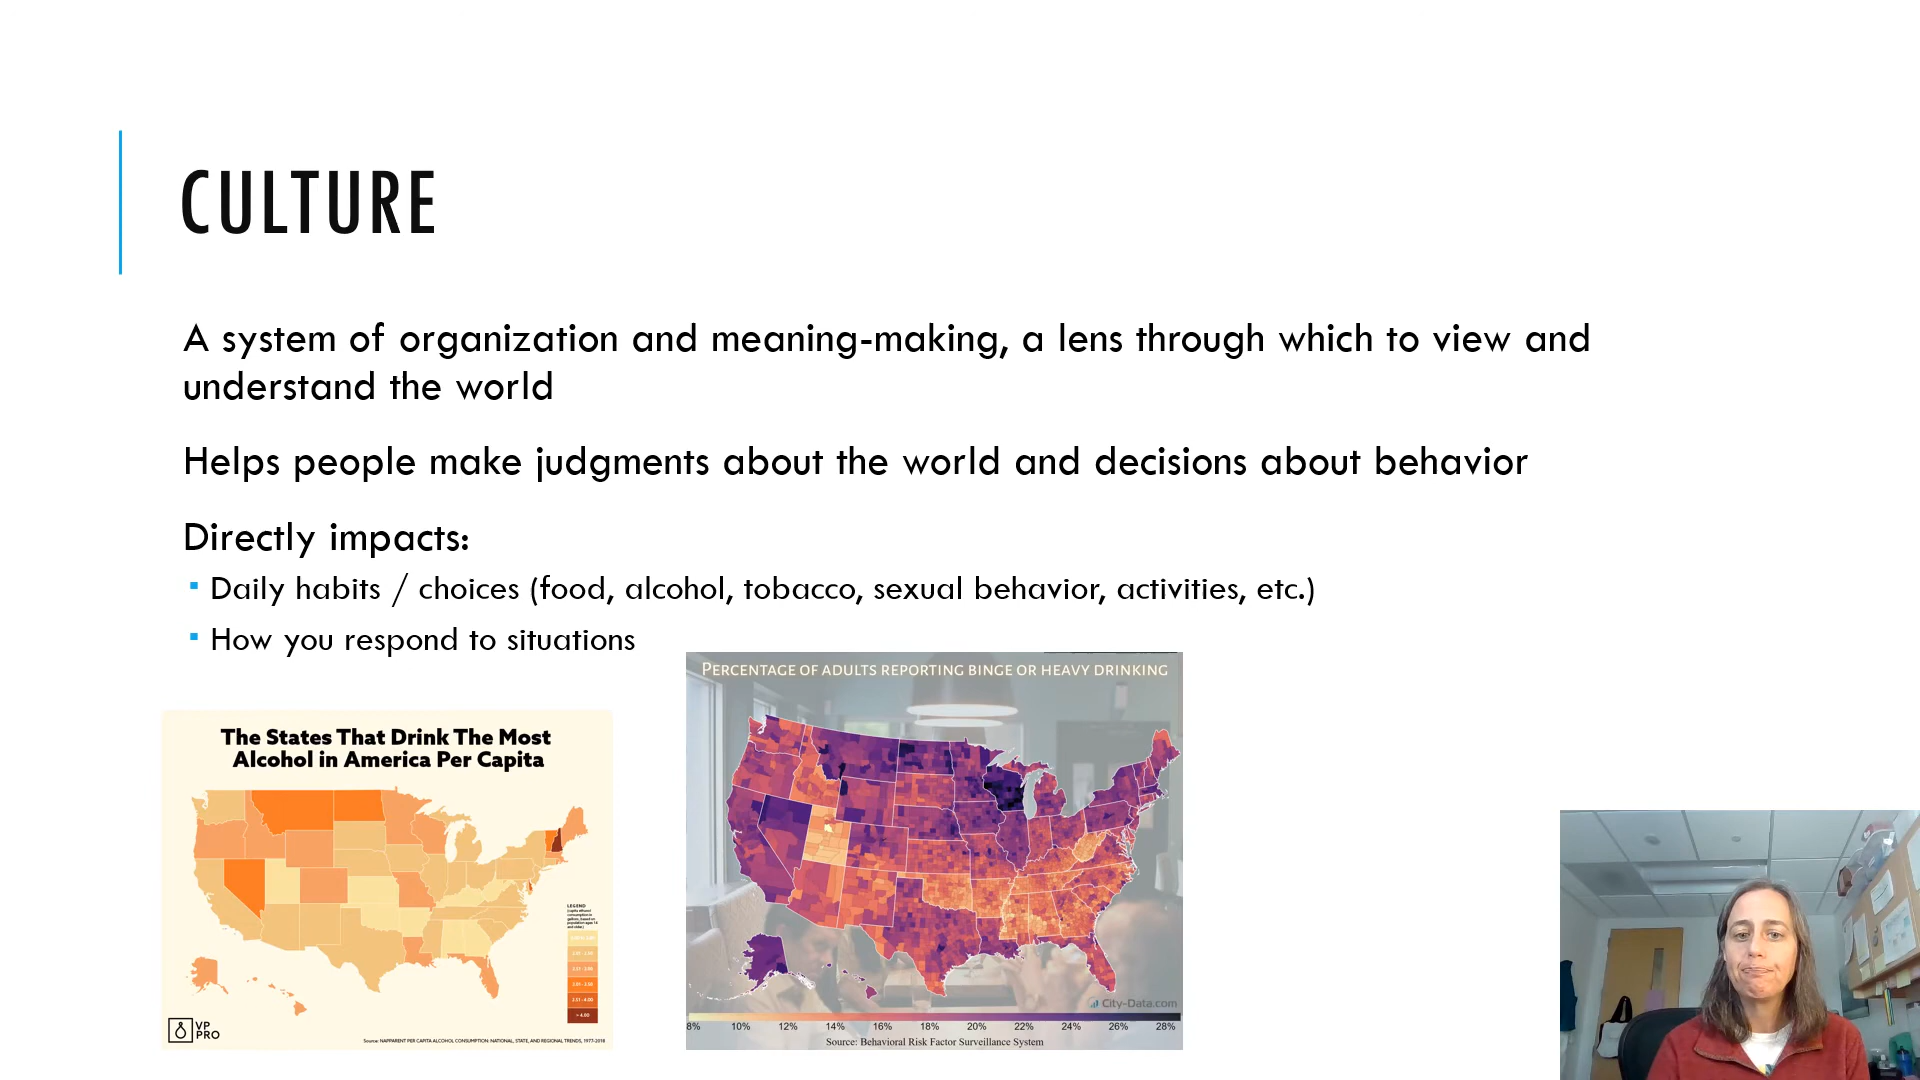 CULTURE
A system of organization and meaning-making, a lens through which to view and
understand the world
Helps people make judgments about the world and decisions about behavior
Directly impacts:
Daily habits / choices (food, alcohol, tobacco, sexual behavior, activities, etc.)
How you respond to situations
The States That Drink The Most
Alcohol in America Per Capita
LEGEND
> 4.00
VP
PRO
Source: NAPPARENT PER CAPITA ALCOHOL CONSUMPTION: NATIONAL, STATE, AND REGIONAL TRENDS, 1977-2018
PERCENTAGE OF ADULTS REPORTING BINGE OR HEAVY DRINKING
City-Data.com
8% 10% 12% 14% 16% 18% 20% 22% 24% 26% 28%
Source: Behavioral Risk Factor Surveillance System